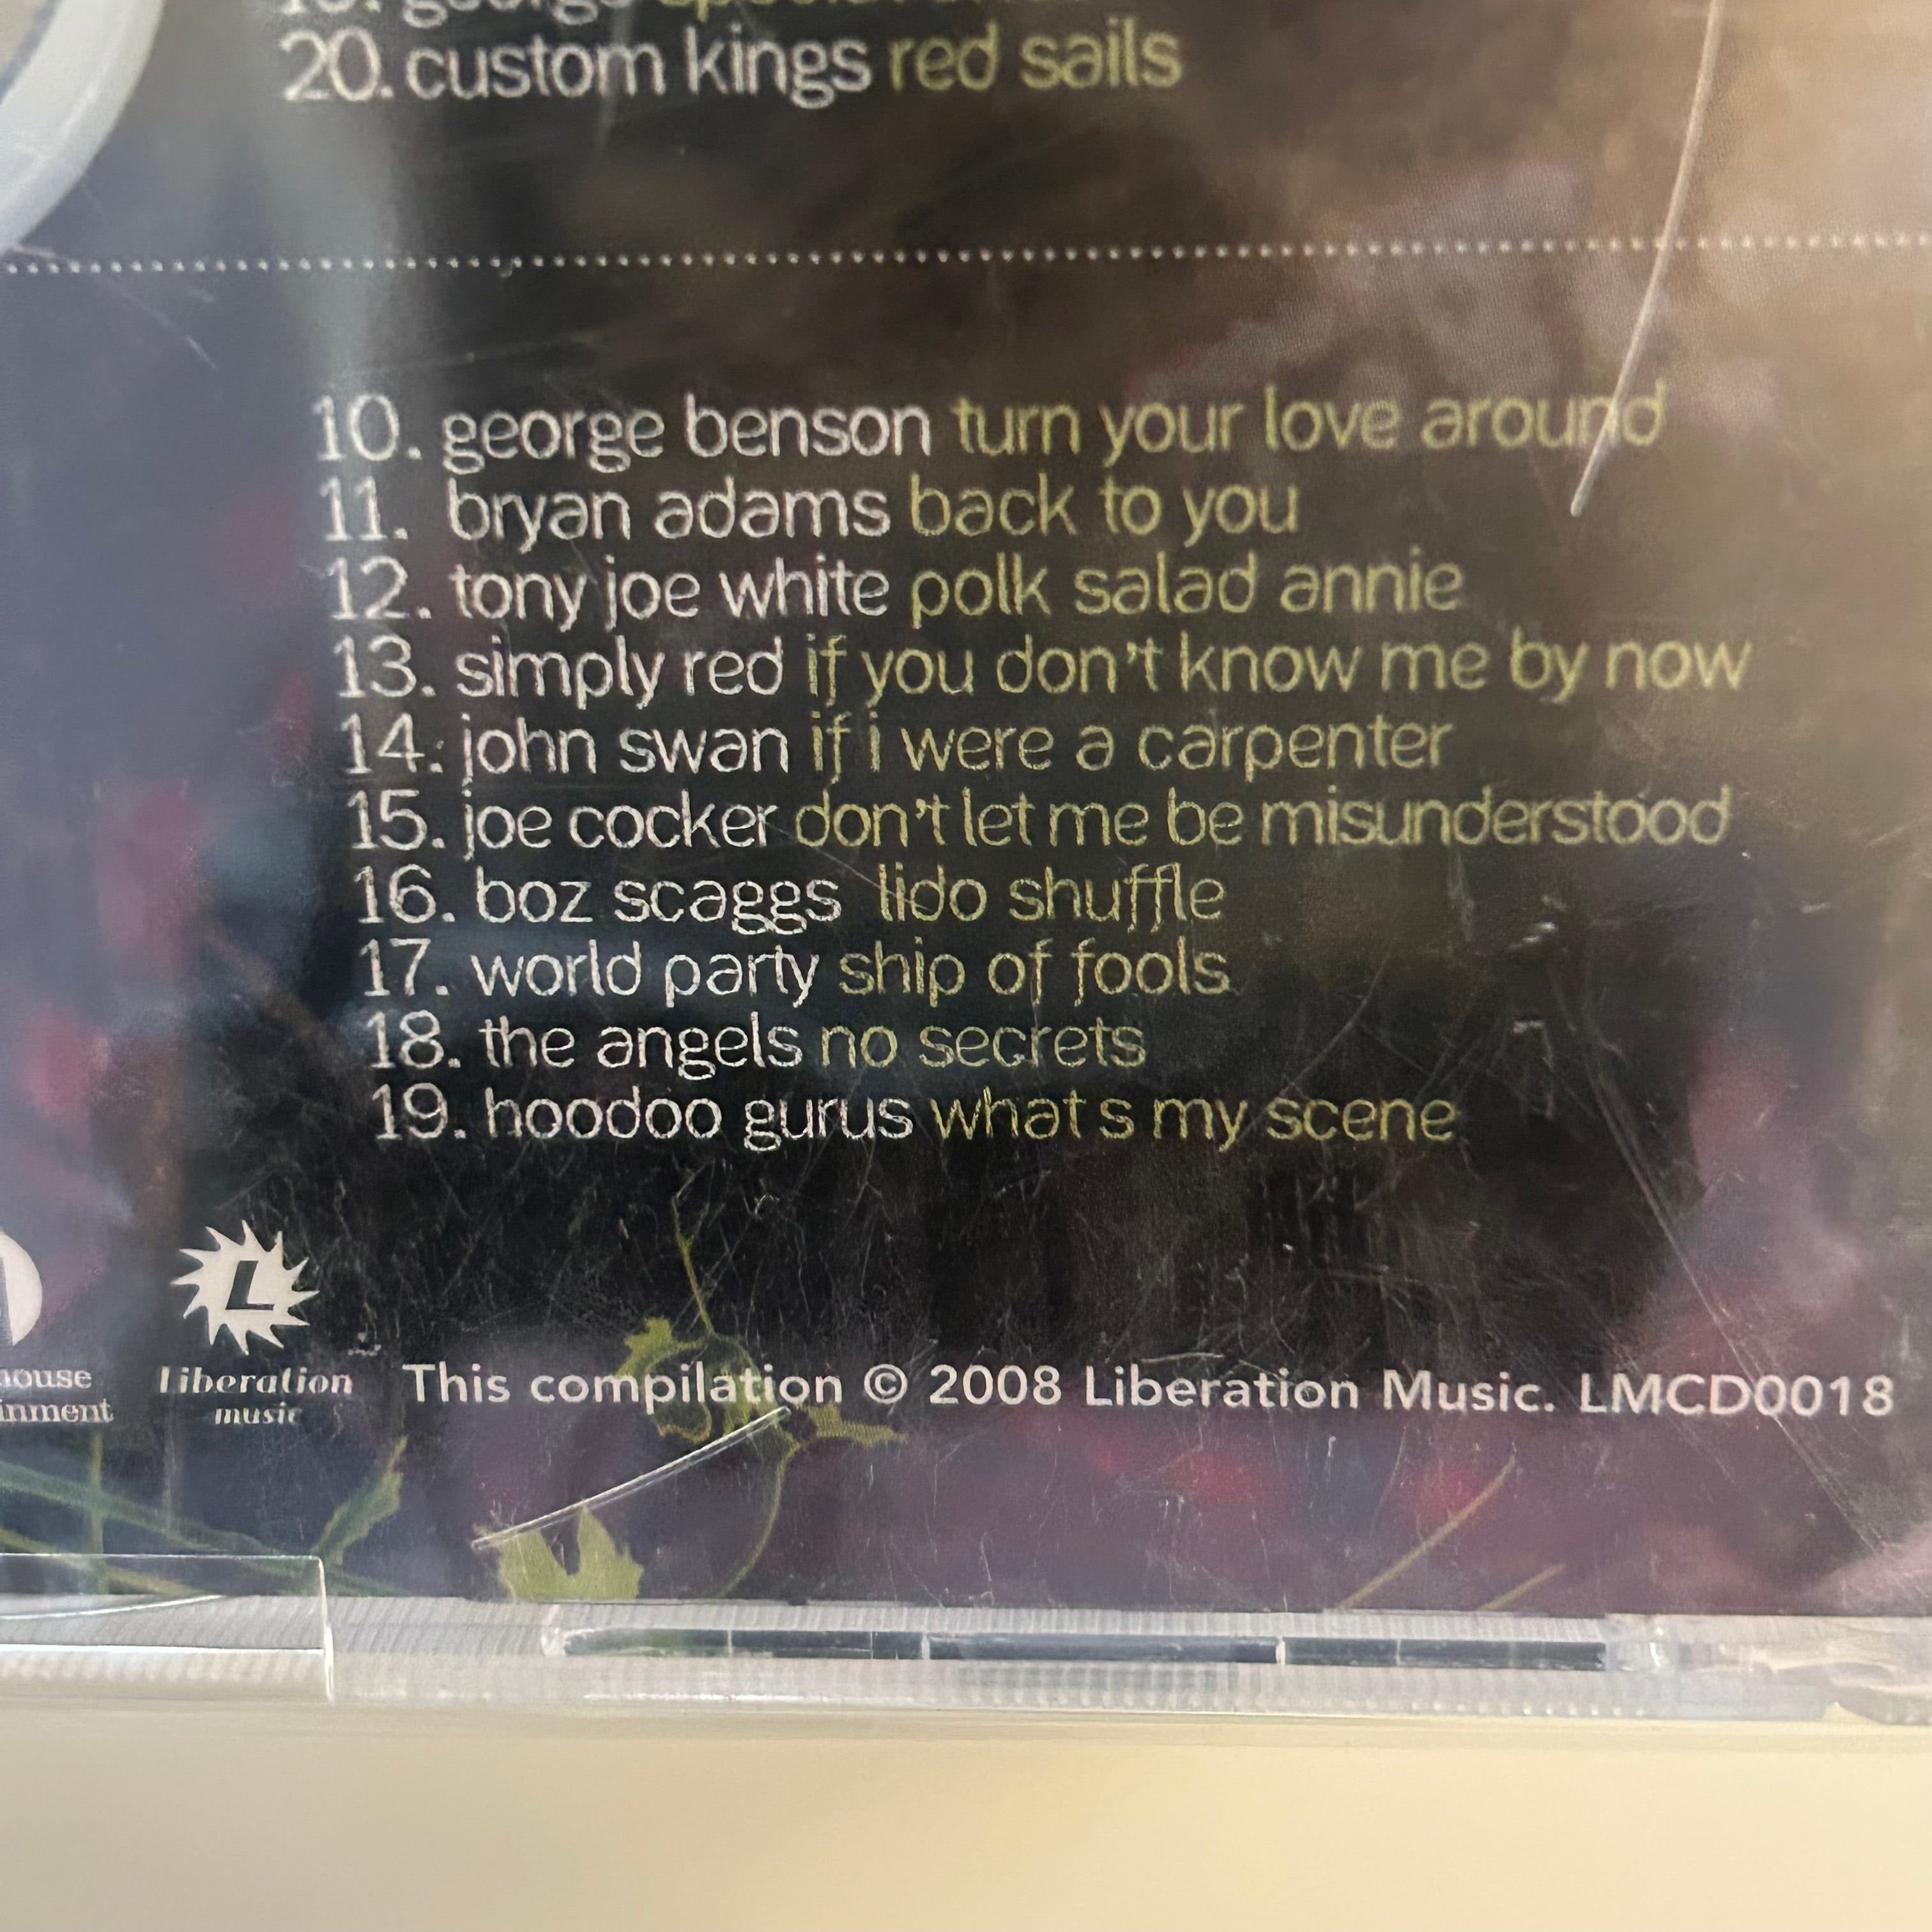 george
20. custom kings red sails
10. george benson turn your love around
11. bryan adams back to you
12. tony joe white polk salad annie
13. simply red if you don't know me by now
14. john swan if i were a carpenter
15. joe cocker don't let me be misunderstood
16. boz scaggs lido shuffle
17. world party ship of fools
18. the angels no secrets
19. hoodoo gurus what s my scene
L
house
inment
Liberation
music
This compilation © 2008 Liberation Music. LMCD0018